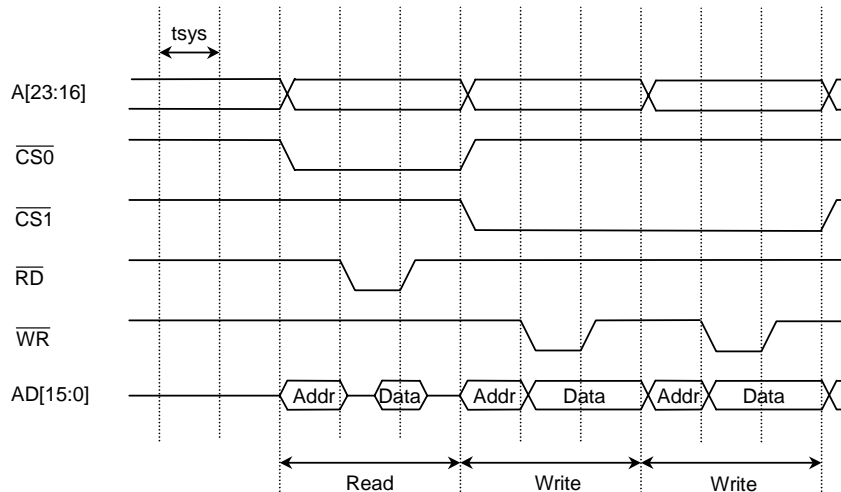 tsys
A[23:16]
CS0
CS1
RD
WR
AD[15:0] Addr Data Addr Data Addr Data
Read Write Write